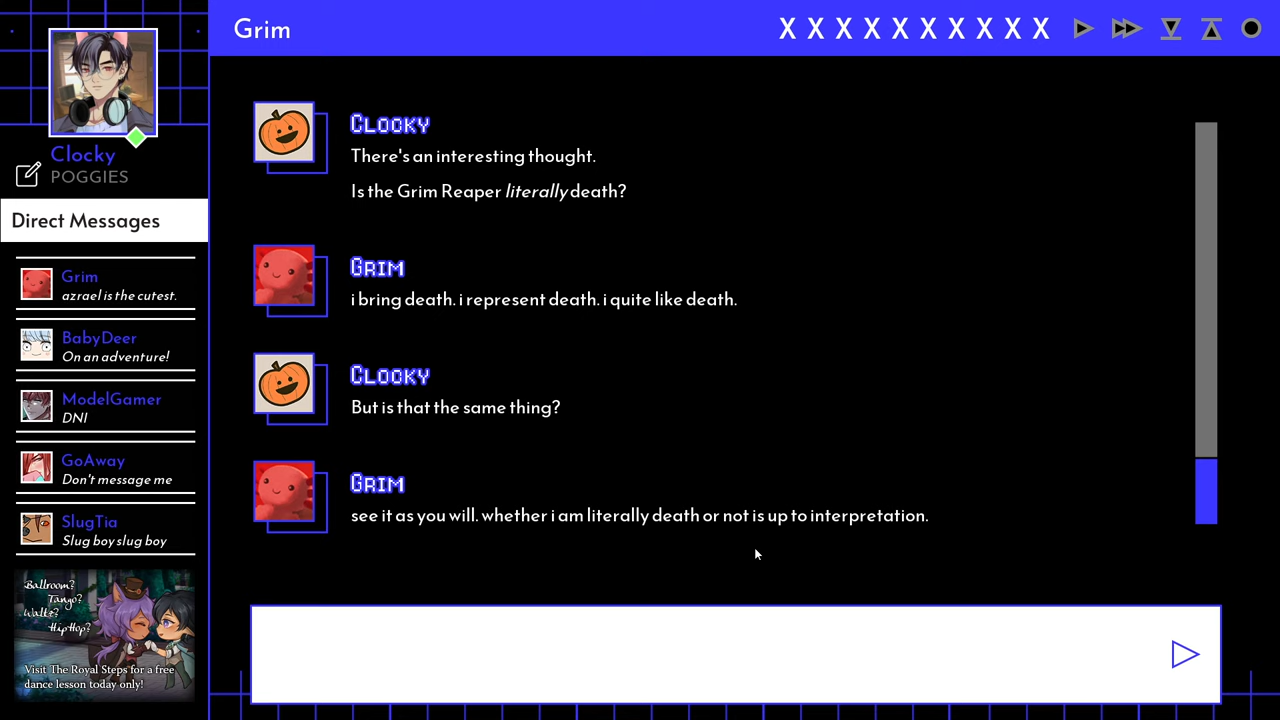 Grim
X X X X X X X X X X
Clocky
POGGIES
Direct Messages
Grim
azrael is the cutest.
BabyDeer
On an adventure!
ModelGamer
DNI
GoAway
Don't message me
SlugTia
Slug boy slug boy
Ballroom?
Tango?
Waltz?
HipHop?
Visit The Royal Steps for a free
dance lesson today only!
Clocky
There's an interesting thought.
Is the Grim Reaper literally death?
Grim
i bring death. i represent death. i quite like death.
Clocky
But is that the same thing?
Grim
see it as you will. whether i am literally death or not is up to interpretation.